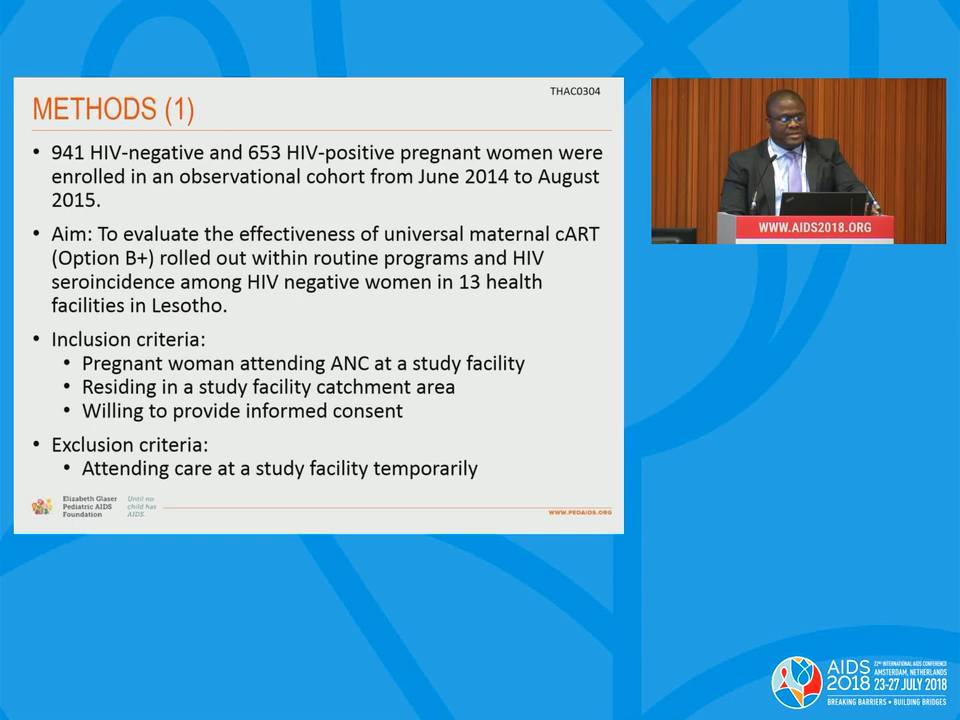 THAC0304
METHODS (1)
• 941 HIV-negative and 653 HIV-positive pregnant women were
enrolled in an observational cohort from June 2014 to August
2015.
• Aim: To evaluate the effectiveness of universal maternal cART
(Option B+) rolled out within routine programs and HIV
seroincidence among HIV negative women in 13 health
facilities in Lesotho.
• Inclusion criteria:
• Pregnant woman attending ANC at a study facility
• Residing in a study facility catchment area
• Willing to provide informed consent
• Exclusion criteria:
• Attending care at a study facility temporarily
Elizabeth Glaser
Pediatric AIDS
Foundation
Until no
child has
AIDS.
WWW.PEDAIDS.ORG
WWW.AIDS2018.ORG
AIDS
2018
22ND INTERNATIONAL AIDS CONFERENCE
AMSTERDAM, NETHERLANDS
23-27 JULY 2018
BREAKING BARRIERS • BUILDING BRIDGES